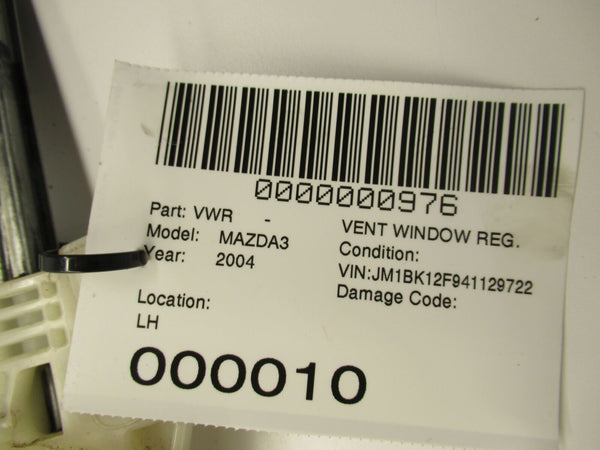 0000000976
Part: VWR - VENT WINDOW REG.
Model: MAZDA3 Condition:
Year: 2004 VIN:JM1BK12F941129722
Location: Damage Code:
LH
000010